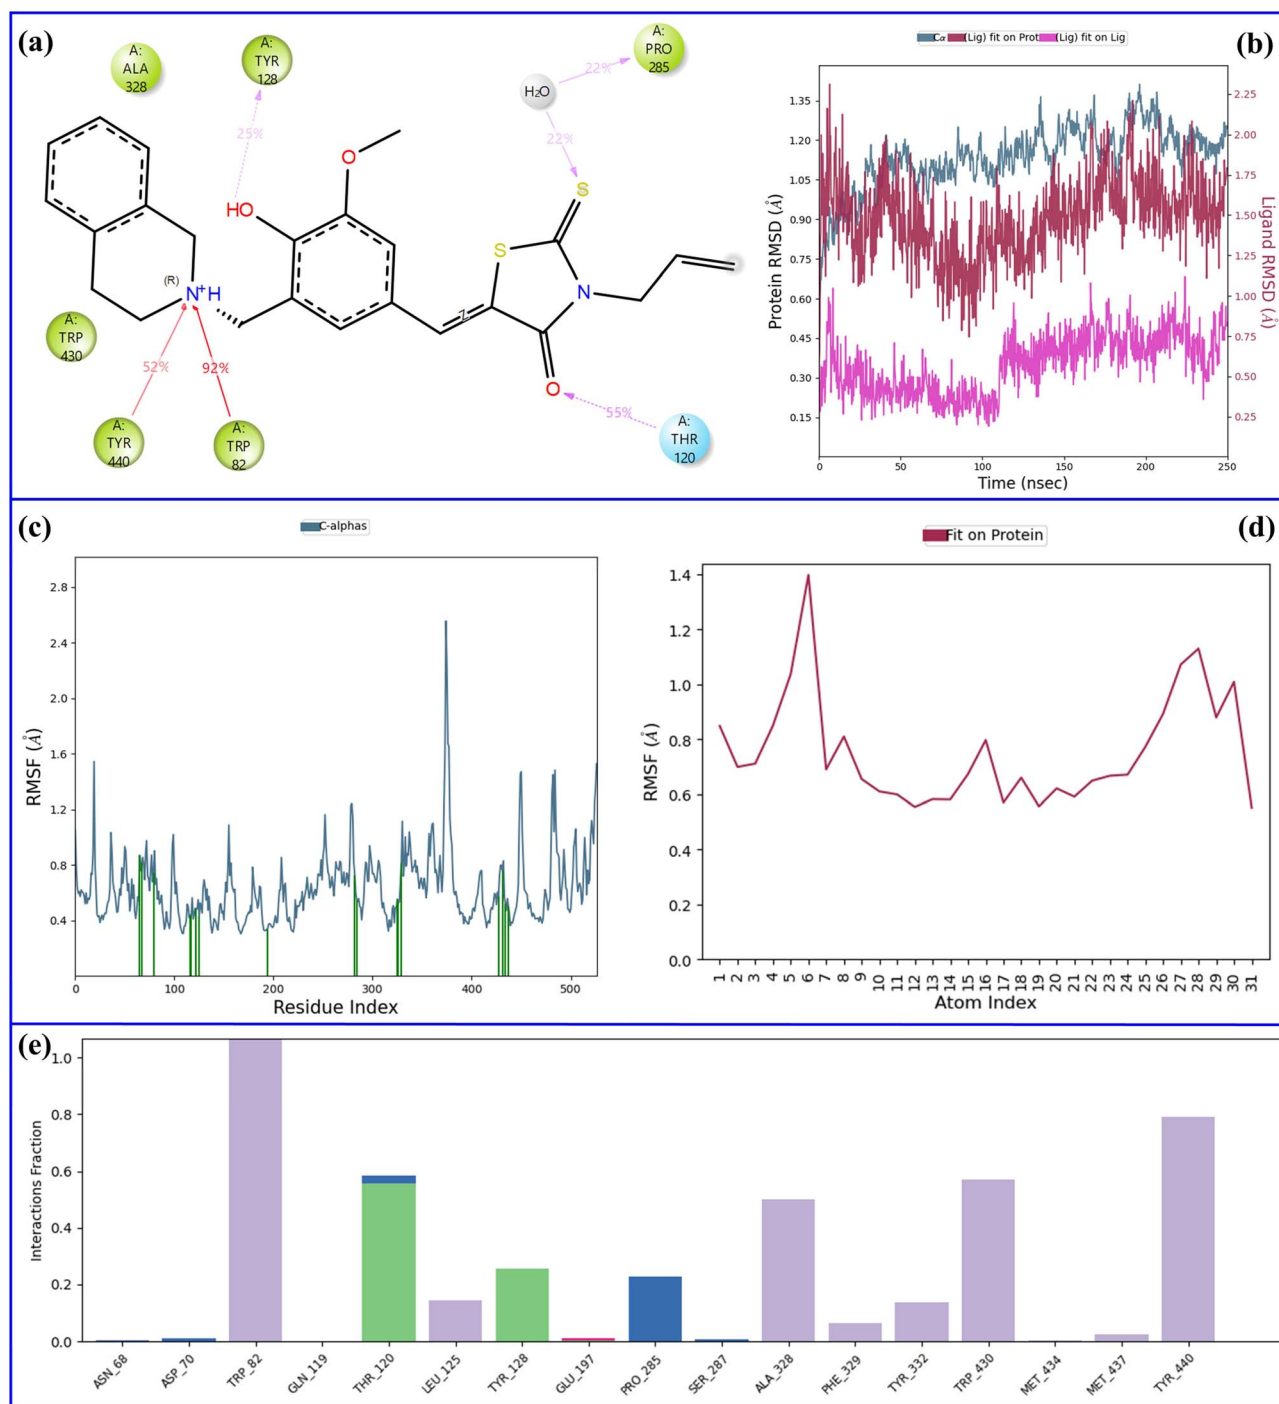 (a)
A:
ALA
328
A:
TYR
128
A:
PRO
285
H₂O
22%
22%
25%
O
HO
S
S
(R)
N⁺H
N
Z
O
A:
TRP
430
52%
92%
55%
A:
TYR
440
A:
TRP
82
A:
THR
120
(b)
Cα (Lig) fit on Prot (Lig) fit on Lig
Protein RMSD (Å)
1.35
1.20
1.05
0.90
0.75
0.60
0.45
0.30
0.15
2.25
2.00
1.75
1.50
1.25
1.00
0.75
0.50
0.25
Ligand RMSD (Å)
0 50 100 150 200 250
Time (nsec)
(c)
C-alphas
RMSF (Å)
2.8
2.4
2.0
1.6
1.2
0.8
0.4
0 100 200 300 400 500
Residue Index
(d)
Fit on Protein
RMSF (Å)
1.4
1.2
1.0
0.8
0.6
0.4
0.2
0.0
1 2 3 4 5 6 7 8 9 10 11 12 13 14 15 16 17 18 19 20 21 22 23 24 25 26 27 28 29 30 31
Atom Index
(e)
Interactions Fraction
1.0
0.8
0.6
0.4
0.2
0.0
ASN_68 ASP_70 TRP_82 GLN_119 THR_120 LEU_125 TYR_128 GLU_197 PRO_285 SER_287 ALA_328 PHE_329 TYR_332 TRP_430 MET_434 MET_437 TYR_440